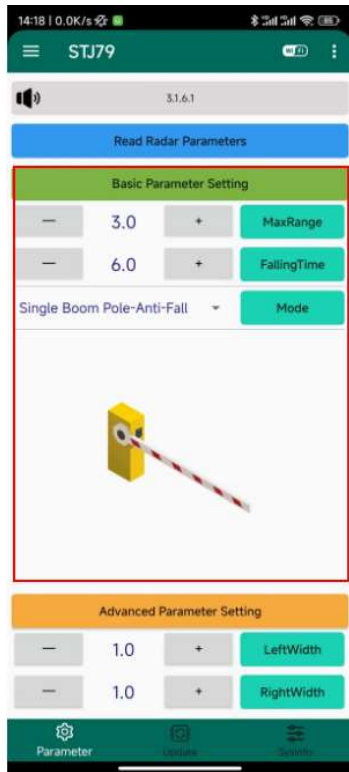 14:18 | 0.0K/s
STJ79
3.1.6.1
Read Radar Parameters
Basic Parameter Setting
— 3.0 + MaxRange
— 6.0 + FallingTime
Single Boom Pole-Anti-Fall Mode
Advanced Parameter Setting
— 1.0 + LeftWidth
— 1.0 + RightWidth
Parameter Update SysInfo